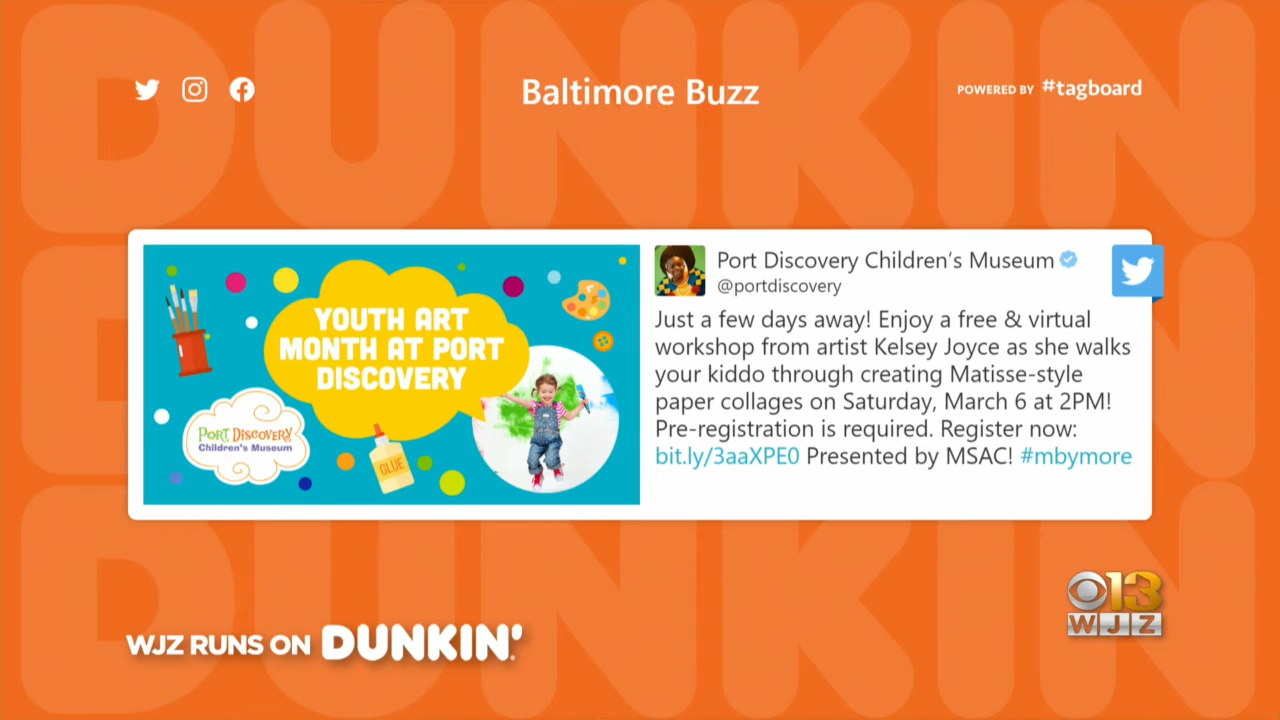 DUNKIN
Baltimore Buzz
POWERED BY #tagboard
YOUTH ART
MONTH AT PORT
DISCOVERY
PORT DISCOVERY
Children's Museum
GLUE
Port Discovery Children's Museum
@portdiscovery
Just a few days away! Enjoy a free & virtual
workshop from artist Kelsey Joyce as she walks
your kiddo through creating Matisse-style
paper collages on Saturday, March 6 at 2PM!
Pre-registration is required. Register now:
bit.ly/3aaXPE0 Presented by MSAC! #mbymore
DUNKIN
13
WJZ
WJZ RUNS ON DUNKIN'